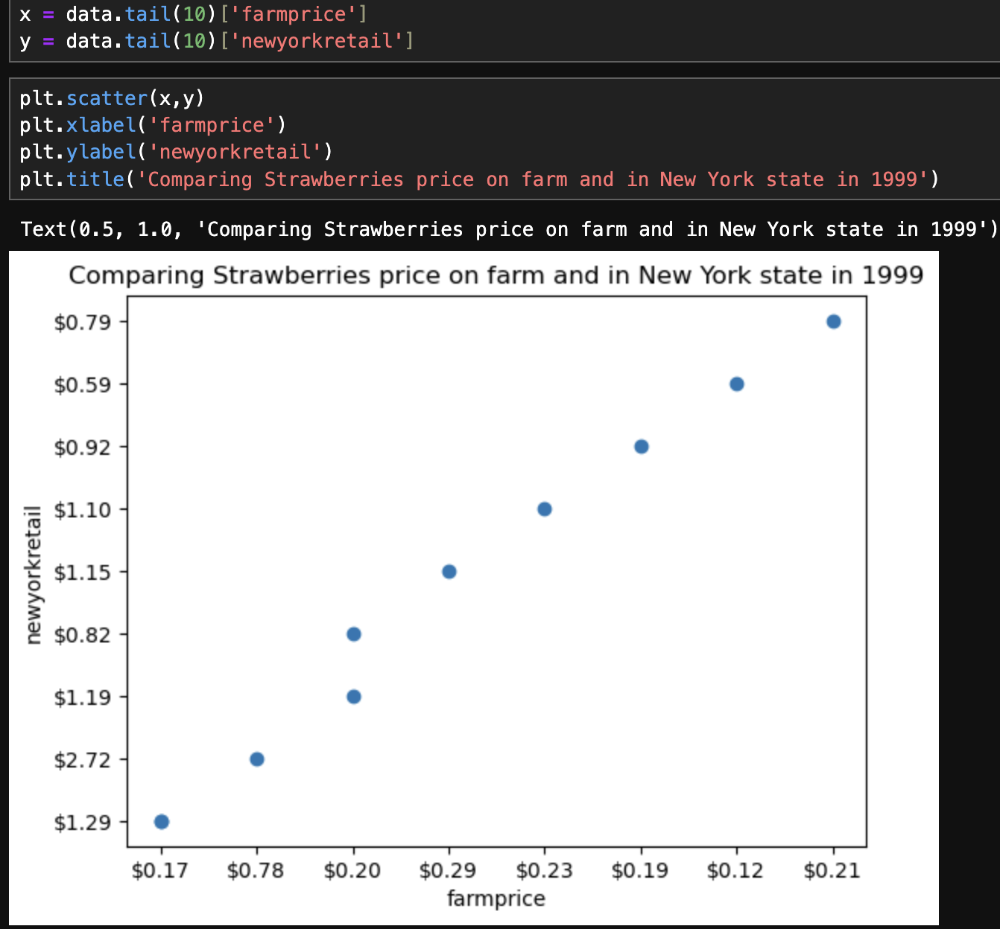 x = data.tail(10)['farmprice']
y = data.tail(10)['newyorkretail']
plt.scatter(x,y)
plt.xlabel('farmprice')
plt.ylabel('newyorkretail')
plt.title('Comparing Strawberries price on farm and in New York state in 1999')
Text(0.5, 1.0, 'Comparing Strawberries price on farm and in New York state in 1999')
Comparing Strawberries price on farm and in New York state in 1999
$0.79
$0.59
$0.92
$1.10
$1.15
$0.82
$1.19
$2.72
$1.29
newyorkretail
$0.17 $0.78 $0.20 $0.29 $0.23 $0.19 $0.12 $0.21
farmprice